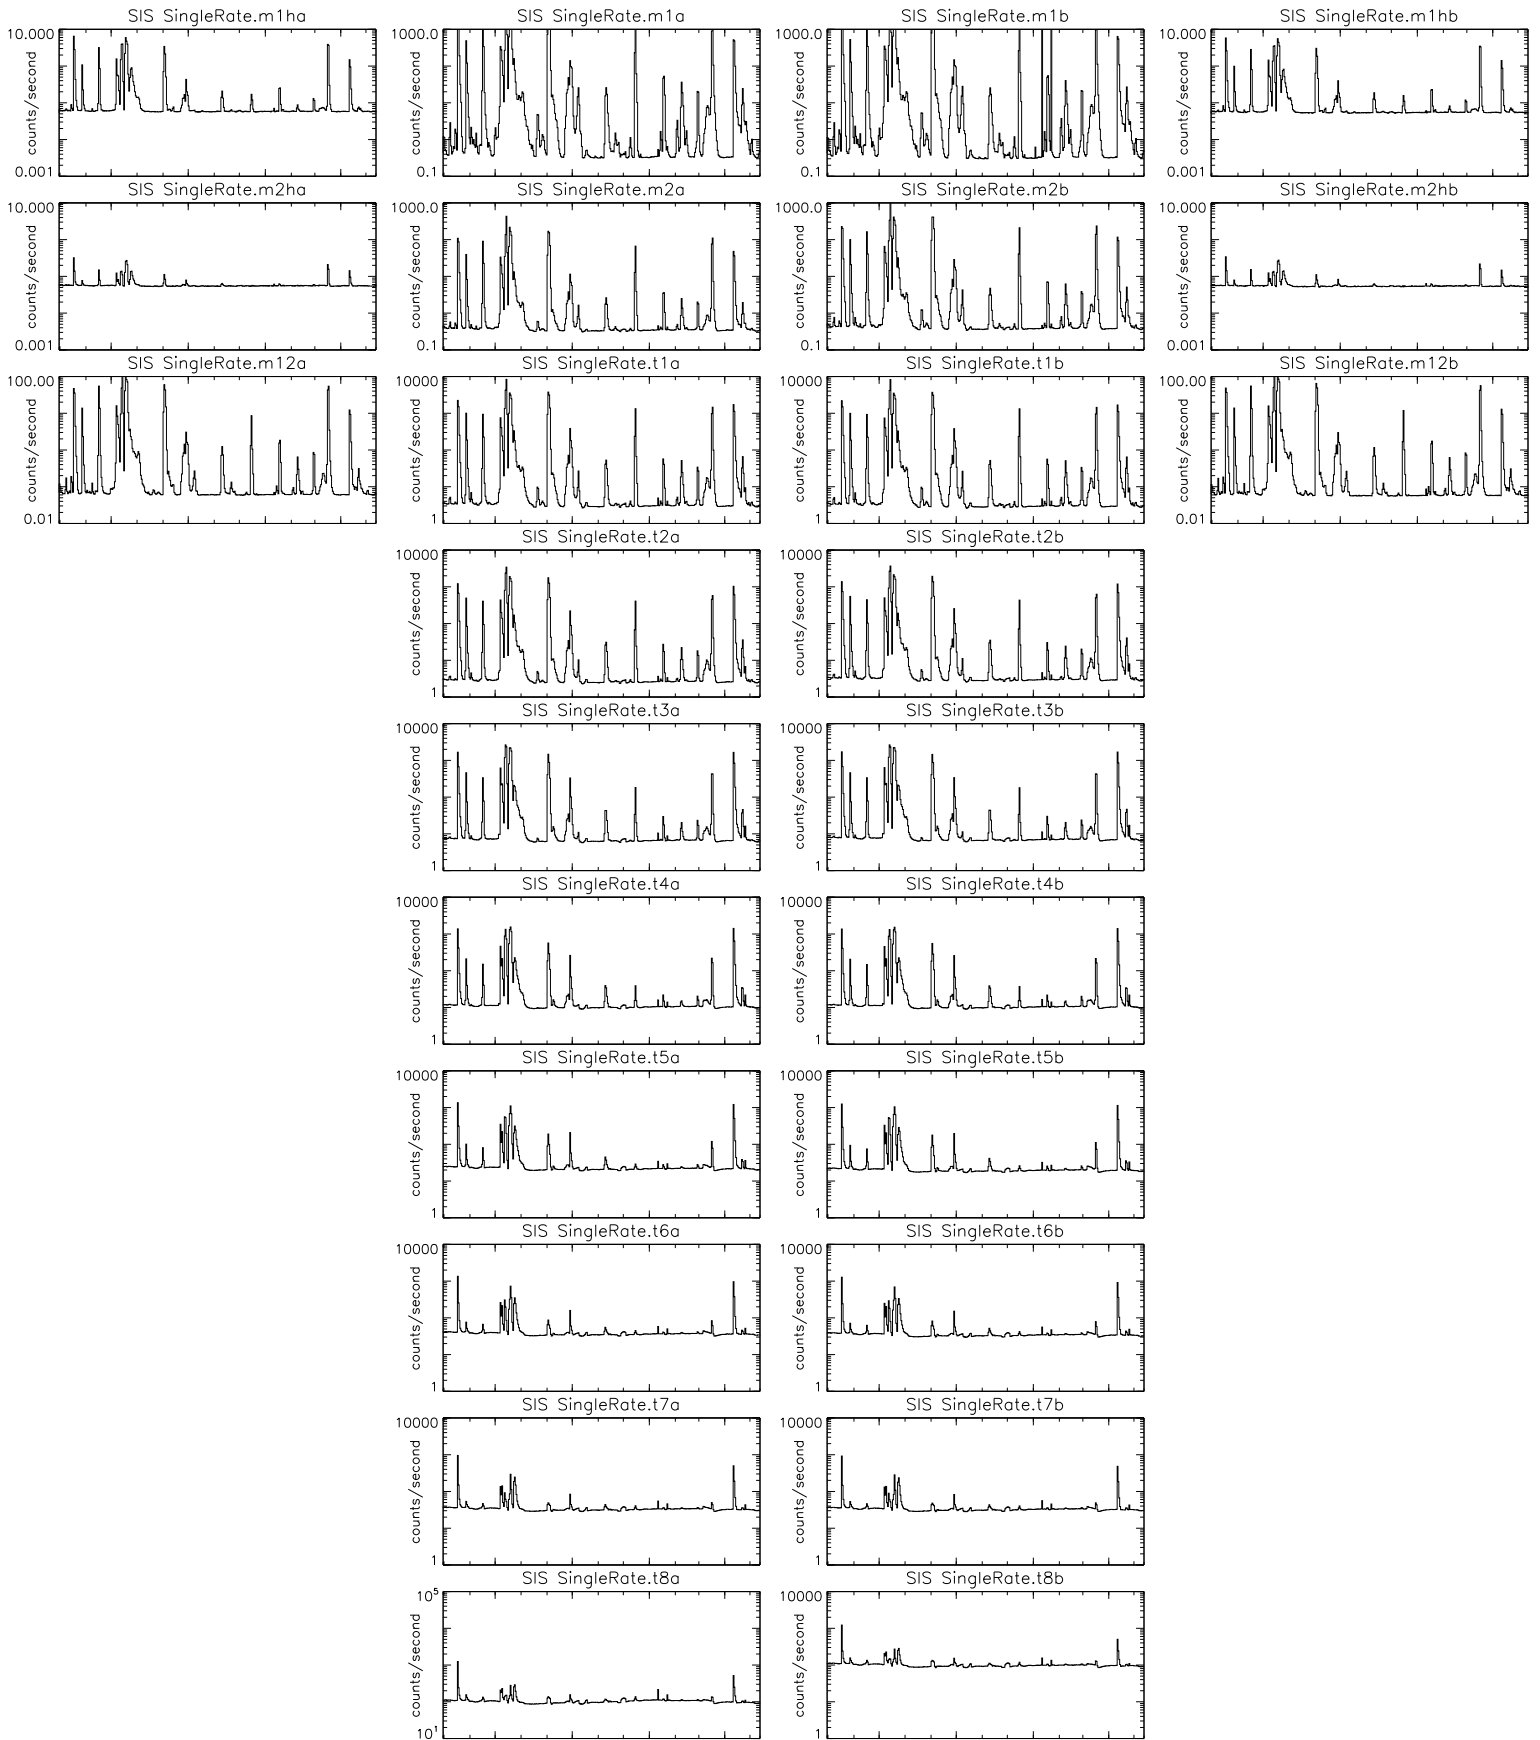 SIS SingleRate.m1ha
10.000
counts/second
0.001
SIS SingleRate.m1a
1000.0
counts/second
0.1
SIS SingleRate.m1b
1000.0
counts/second
0.1
SIS SingleRate.m1hb
10.000
counts/second
0.001
SIS SingleRate.m2ha
10.000
counts/second
0.001
SIS SingleRate.m2a
1000.0
counts/second
0.1
SIS SingleRate.m2b
1000.0
counts/second
0.1
SIS SingleRate.m2hb
10.000
counts/second
0.001
SIS SingleRate.m12a
100.00
counts/second
0.01
SIS SingleRate.t1a
10000
counts/second
1
SIS SingleRate.t1b
10000
counts/second
1
SIS SingleRate.m12b
100.00
counts/second
0.01
SIS SingleRate.t2a
10000
counts/second
1
SIS SingleRate.t2b
10000
counts/second
1
SIS SingleRate.t3a
10000
counts/second
1
SIS SingleRate.t3b
10000
counts/second
1
SIS SingleRate.t4a
10000
counts/second
1
SIS SingleRate.t4b
10000
counts/second
1
SIS SingleRate.t5a
10000
counts/second
1
SIS SingleRate.t5b
10000
counts/second
1
SIS SingleRate.t6a
10000
counts/second
1
SIS SingleRate.t6b
10000
counts/second
1
SIS SingleRate.t7a
10000
counts/second
1
SIS SingleRate.t7b
10000
counts/second
1
SIS SingleRate.t8a
10⁵
counts/second
10¹
SIS SingleRate.t8b
10000
counts/second
1